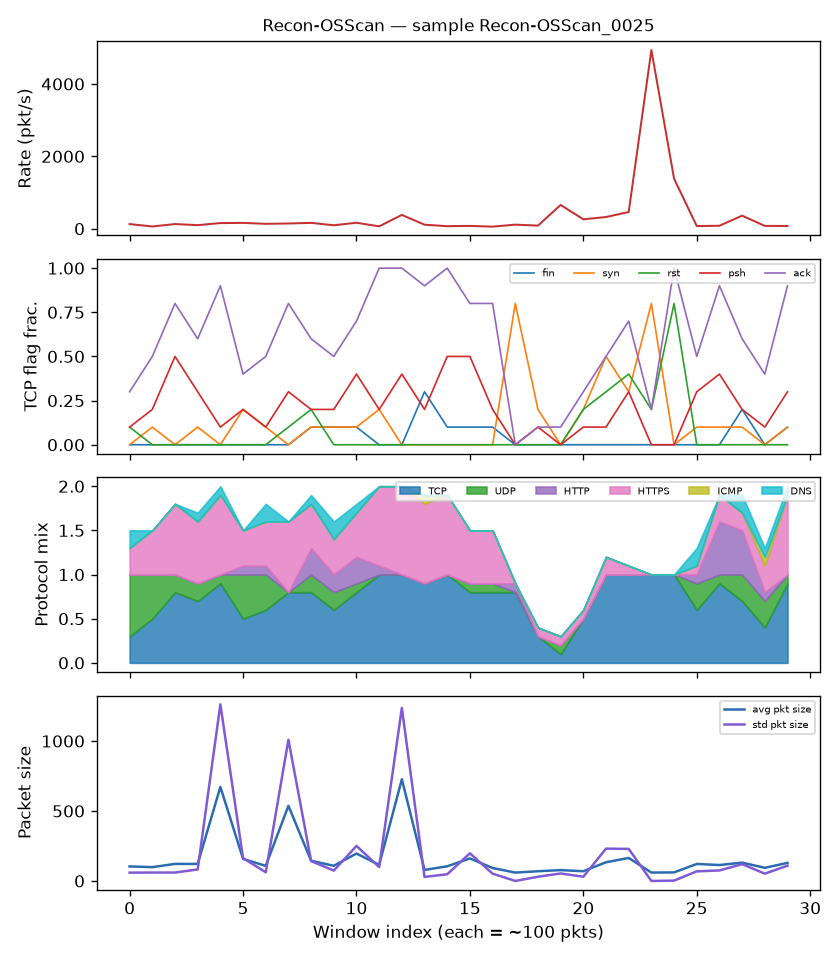 Recon-OSScan — sample Recon-OSScan_0025
Rate (pkt/s)
4000
2000
0
TCP flag frac.
1.00
0.75
0.50
0.25
0.00
fin syn rst psh ack
Protocol mix
2.0
1.5
1.0
0.5
0.0
TCP UDP HTTP HTTPS ICMP DNS
Packet size
1000
500
0
avg pkt size
std pkt size
0 5 10 15 20 25 30
Window index (each = ~100 pkts)